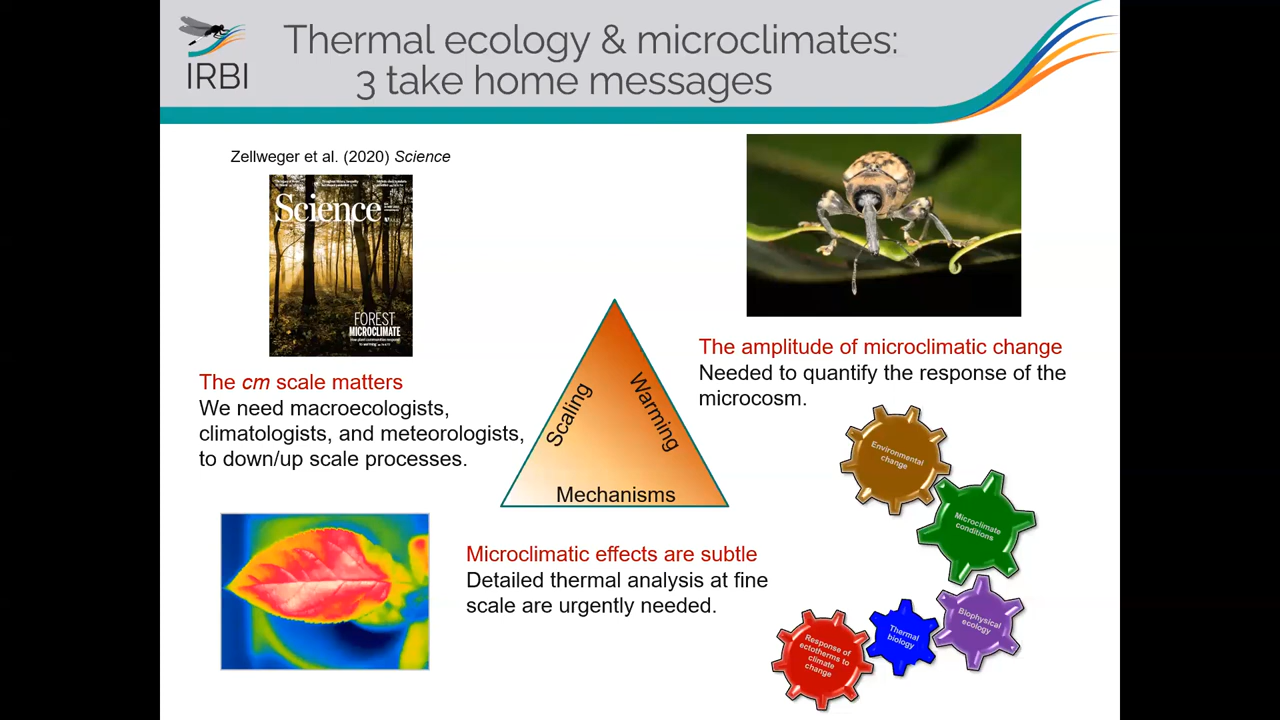 IRBI
Thermal ecology & microclimates:
3 take home messages
Zellweger et al. (2020) Science
Science
FOREST
MICROCLIMATE
The cm scale matters
We need macroecologists,
climatologists, and meteorologists,
to down/up scale processes.
Scaling
Warming
Mechanisms
The amplitude of microclimatic change
Needed to quantify the response of the
microcosm.
Environmental
change
Microclimate
conditions
Biophysical
ecology
Thermal
biology
Response of
ectotherms to
climate
change
Microclimatic effects are subtle
Detailed thermal analysis at fine
scale are urgently needed.